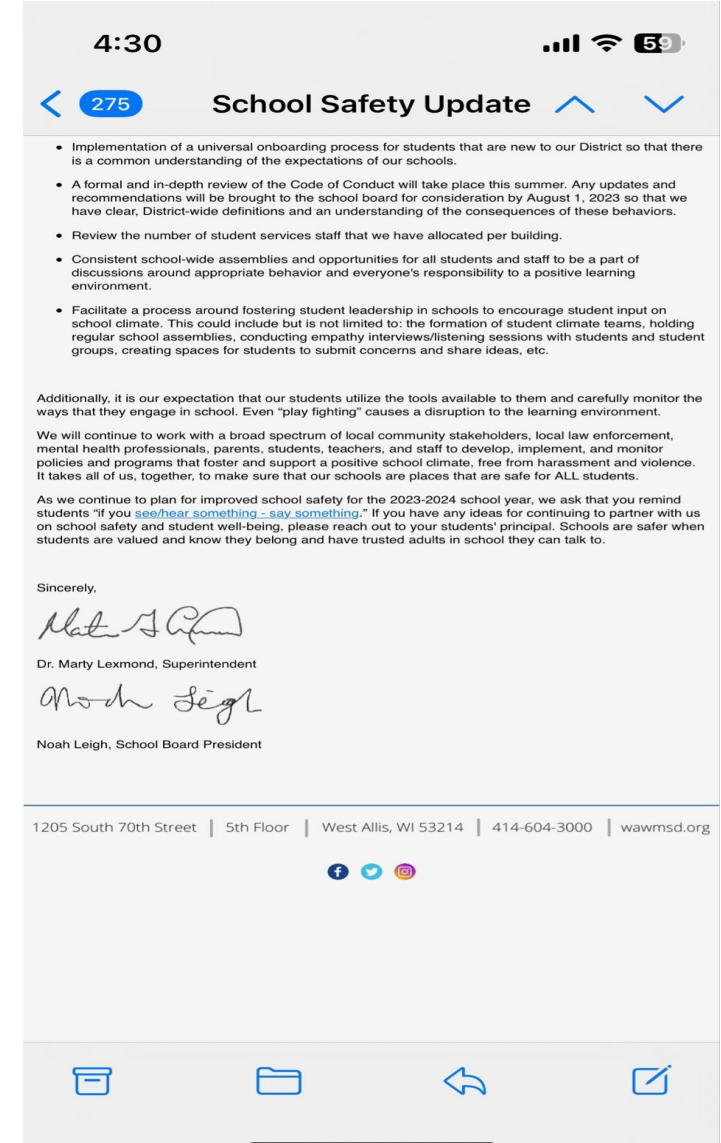 4:30
59
275
School Safety Update
• Implementation of a universal onboarding process for students that are new to our District so that there
is a common understanding of the expectations of our schools.
• A formal and in-depth review of the Code of Conduct will take place this summer. Any updates and
recommendations will be brought to the school board for consideration by August 1, 2023 so that we
have clear, District-wide definitions and an understanding of the consequences of these behaviors.
• Review the number of student services staff that we have allocated per building.
• Consistent school-wide assemblies and opportunities for all students and staff to be a part of
discussions around appropriate behavior and everyone's responsibility to a positive learning
environment.
• Facilitate a process around fostering student leadership in schools to encourage student input on
school climate. This could include but is not limited to: the formation of student climate teams, holding
regular school assemblies, conducting empathy interviews/listening sessions with students and student
groups, creating spaces for students to submit concerns and share ideas, etc.
Additionally, it is our expectation that our students utilize the tools available to them and carefully monitor the
ways that they engage in school. Even “play fighting” causes a disruption to the learning environment.
We will continue to work with a broad spectrum of local community stakeholders, local law enforcement,
mental health professionals, parents, students, teachers, and staff to develop, implement, and monitor
policies and programs that foster and support a positive school climate, free from harassment and violence.
It takes all of us, together, to make sure that our schools are places that are safe for ALL students.
As we continue to plan for improved school safety for the 2023-2024 school year, we ask that you remind
students “if you see/hear something - say something.” If you have any ideas for continuing to partner with us
on school safety and student well-being, please reach out to your students' principal. Schools are safer when
students are valued and know they belong and have trusted adults in school they can talk to.
Sincerely,
Dr. Marty Lexmond, Superintendent
Noah Leigh
Noah Leigh, School Board President
1205 South 70th Street | 5th Floor | West Allis, WI 53214 | 414-604-3000 | wawmsd.org